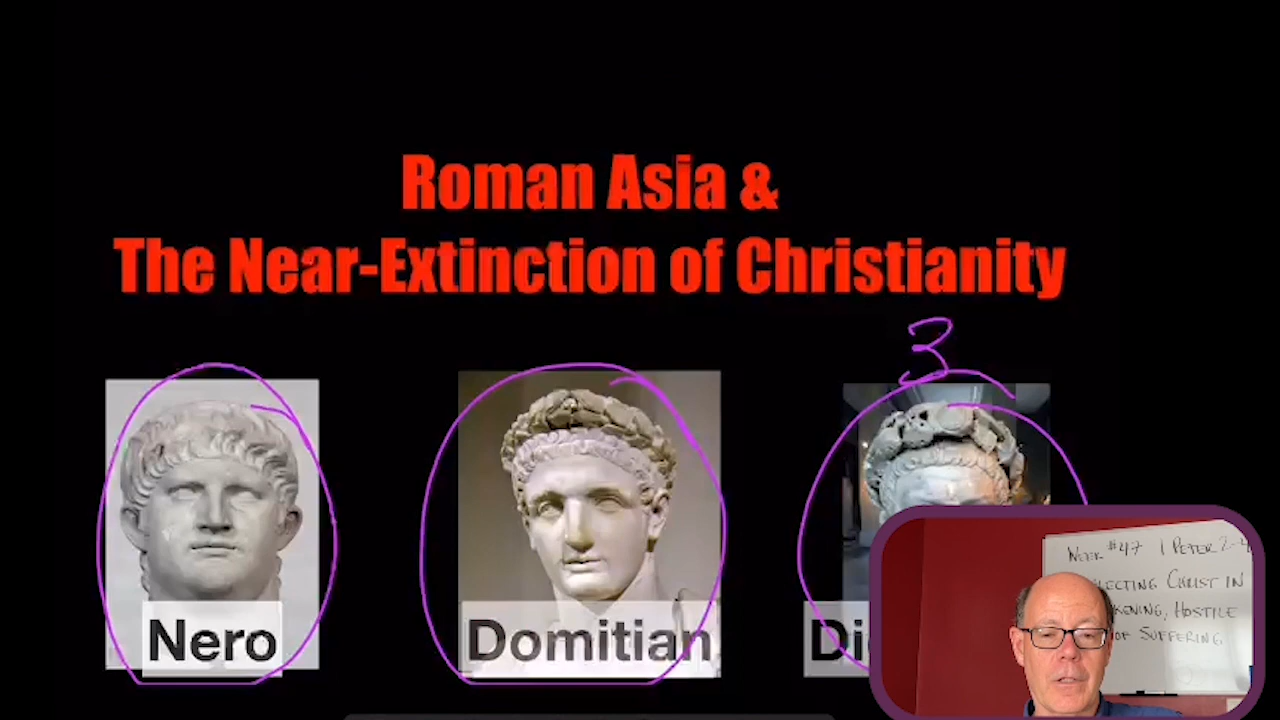 Roman Asia &
The Near-Extinction of Christianity
3
Nero
Domitian
Di
WEEK #47 1 PETER 2-4
LECTING CHRIST IN
KENING, HOSTILE
OF SUFFERING